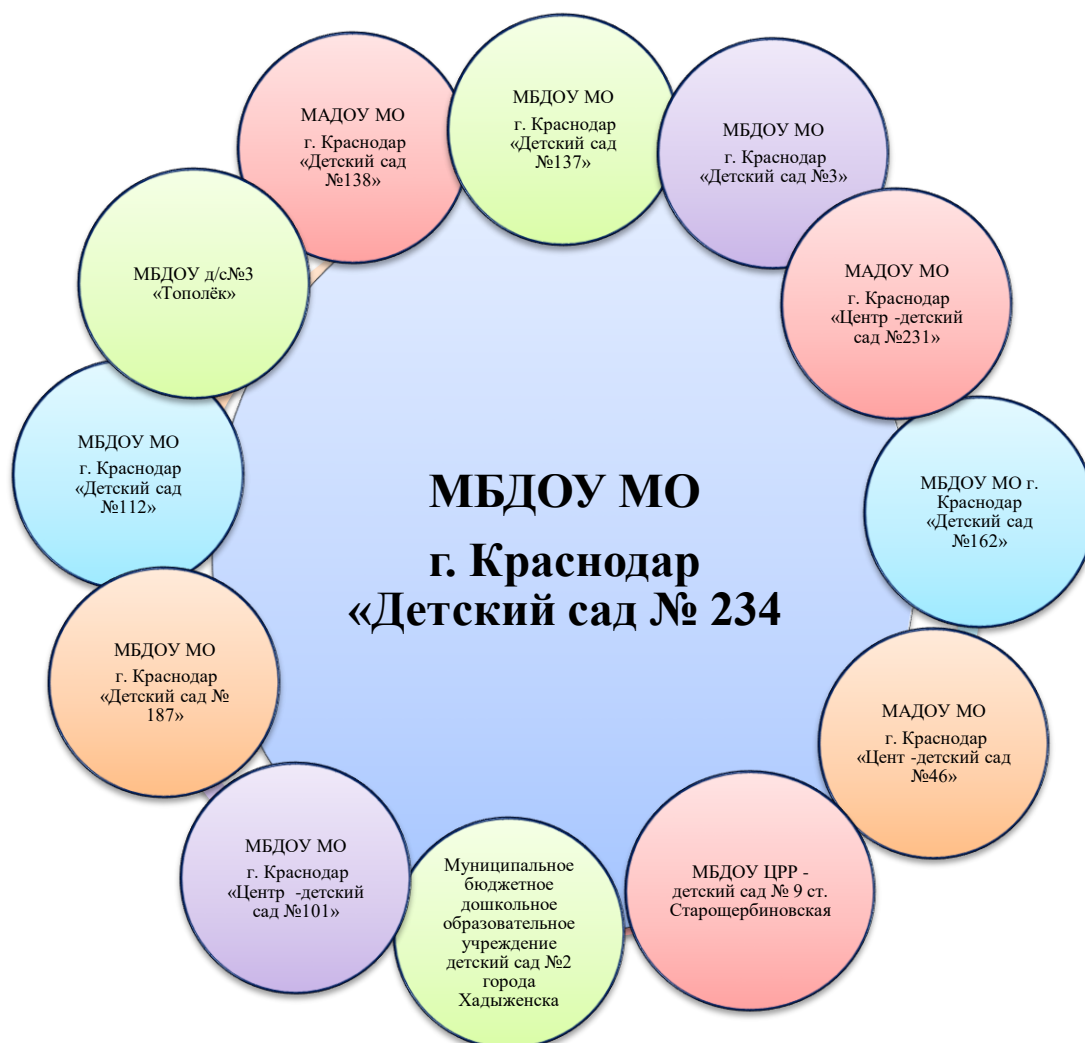 МБДОУ МО
г. Краснодар
«Детский сад
№137»
МБДОУ МО
г. Краснодар
«Детский сад №3»
МАДОУ МО
г. Краснодар
«Центр -детский
сад №231»
МБДОУ МО г.
Краснодар
«Детский сад
№162»
МАДОУ МО
г. Краснодар
«Цент -детский сад
№46»
МБДОУ ЦРР -
детский сад № 9 ст.
Старощербиновская
Муниципальное
бюджетное
дошкольное
образовательное
учреждение
детский сад №2
города
Хадыженска
МБДОУ МО
г. Краснодар
«Центр -детский
сад №101»
МБДОУ МО
г. Краснодар
«Детский сад №
187»
МБДОУ МО
г. Краснодар
«Детский сад
№112»
МБДОУ д/с№3
«Тополёк»
МАДОУ МО
г. Краснодар
«Детский сад
№138»
МБДОУ МО
г. Краснодар
«Детский сад № 234